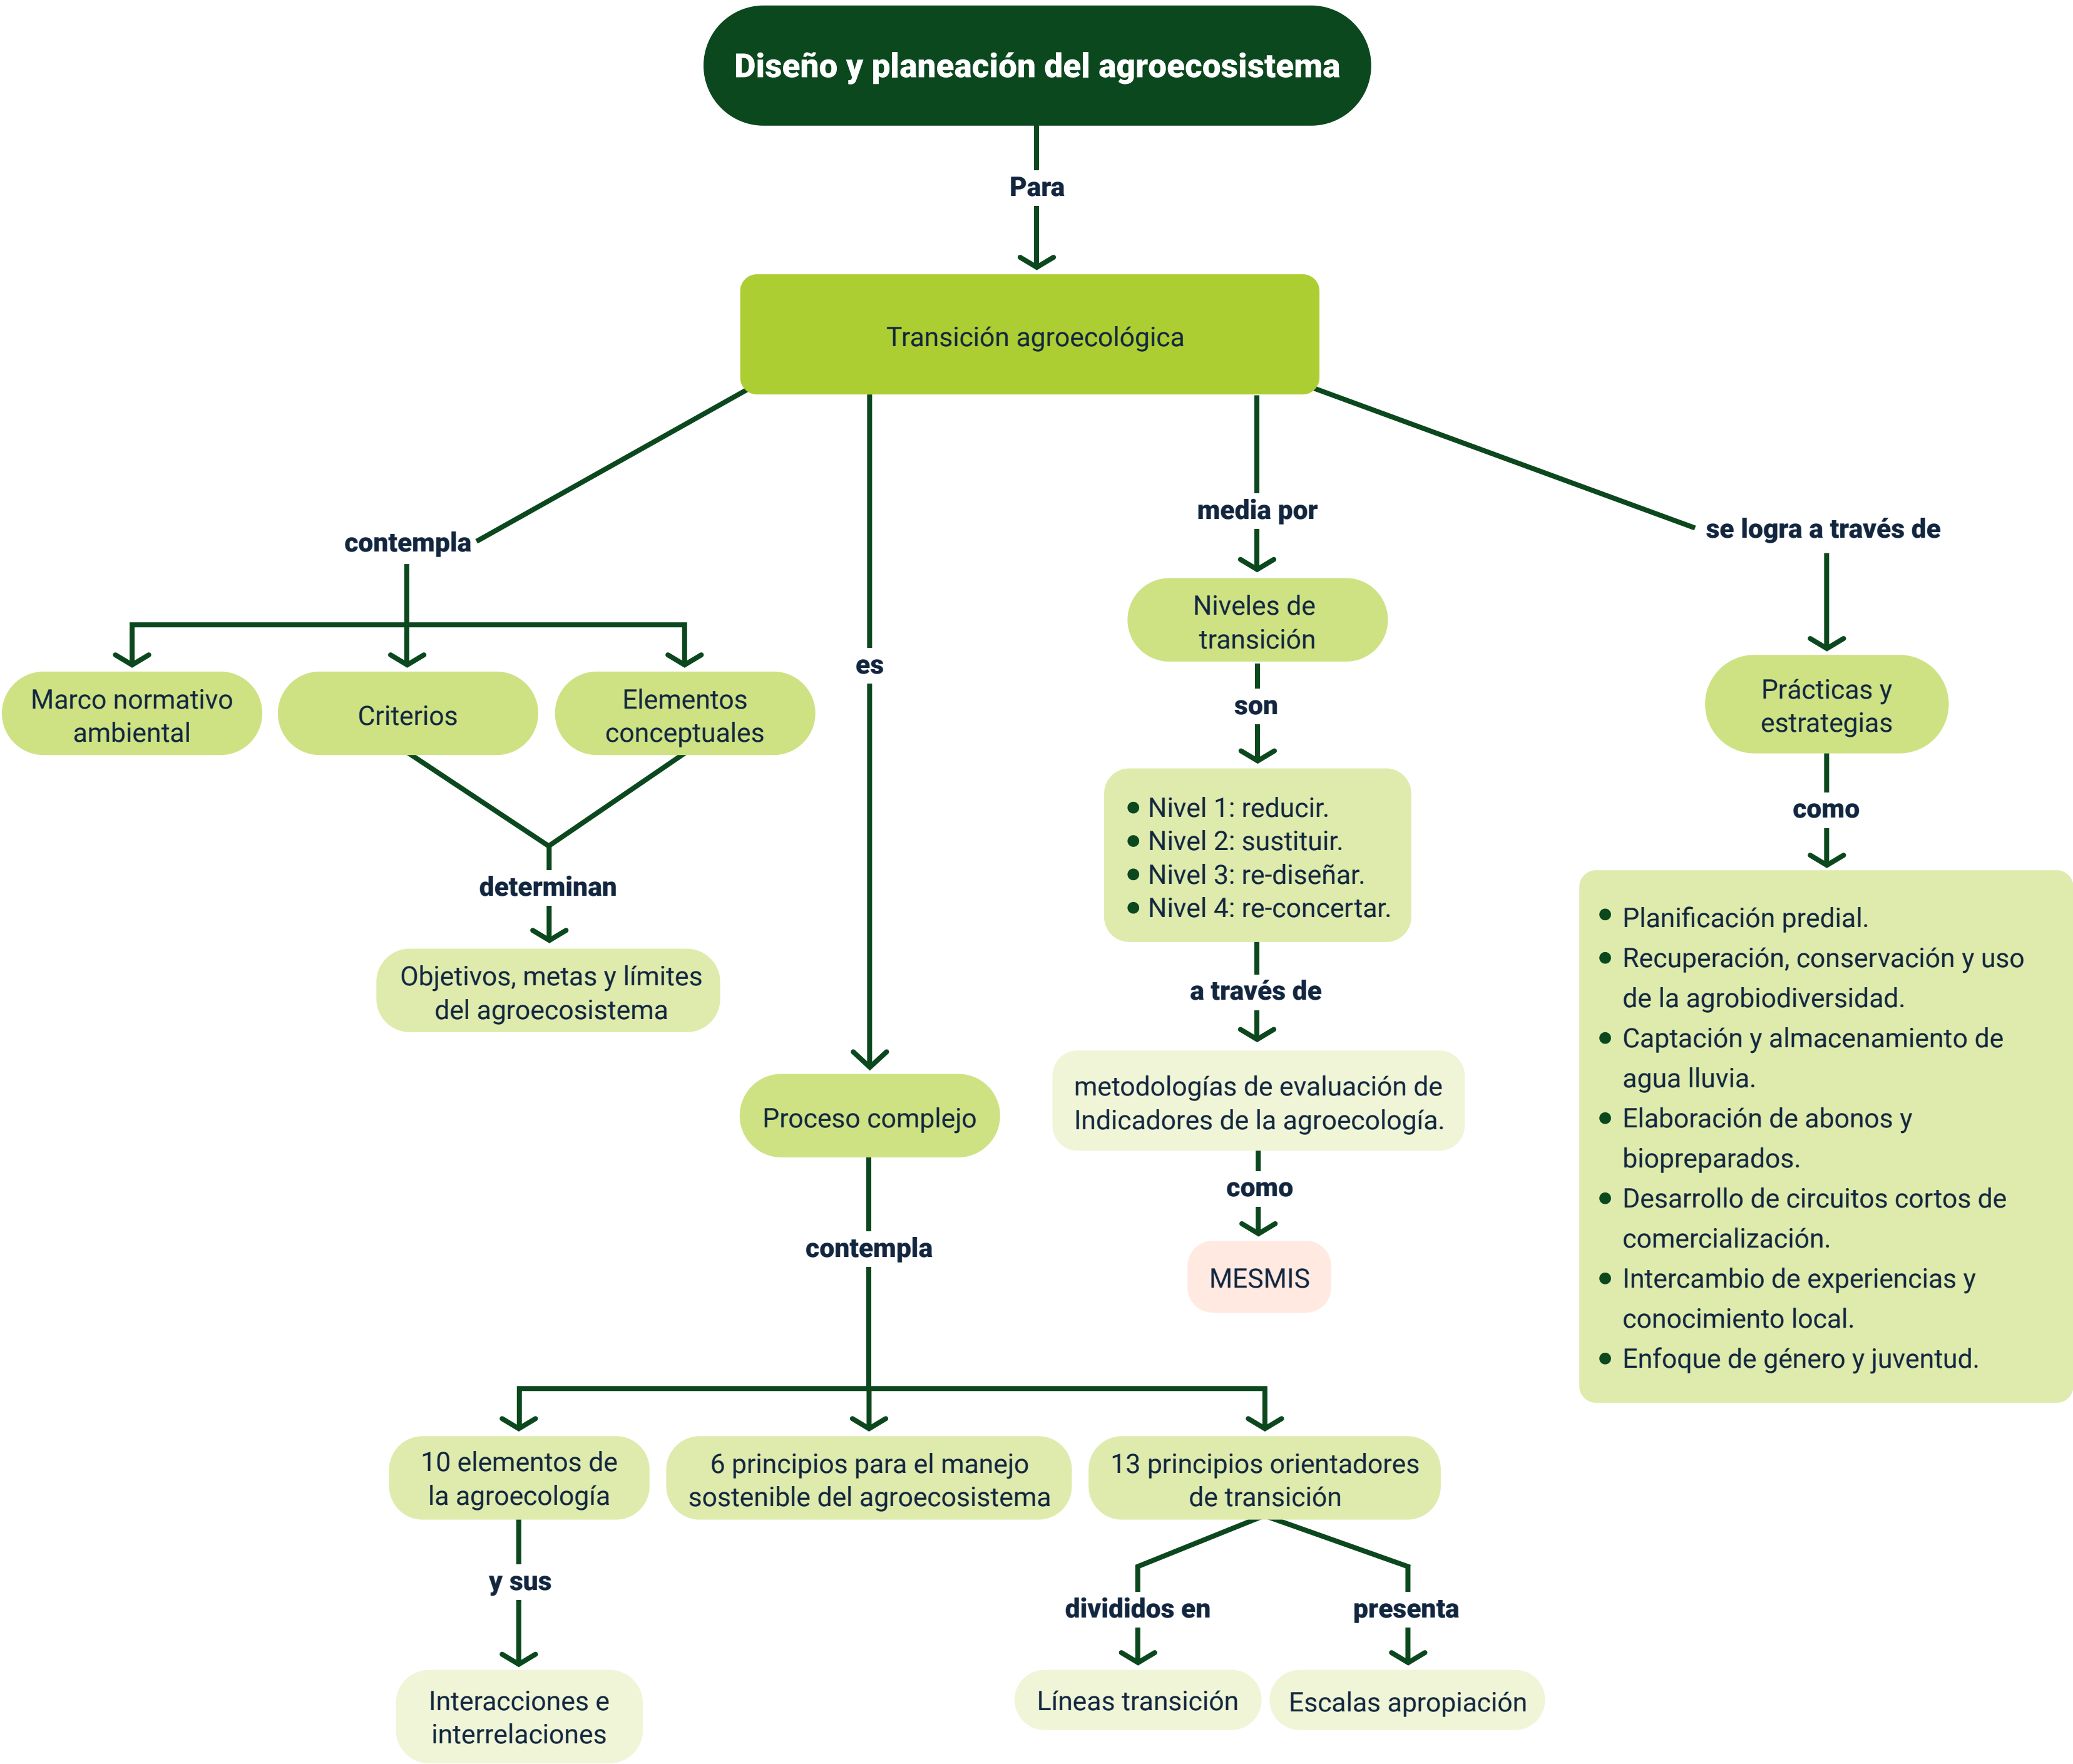 Diseño y planeación del agroecosistema
Para
Transición agroecológica
contempla
Marco normativo
ambiental
Criterios
Elementos
conceptuales
determinan
Objetivos, metas y límites
del agroecosistema
es
Proceso complejo
contempla
10 elementos de
la agroecología
y sus
Interacciones e
interrelaciones
6 principios para el manejo
sostenible del agroecosistema
13 principios orientadores
de transición
divididos en
Líneas transición
presenta
Escalas apropiación
media por
Niveles de
transición
son
Nivel 1: reducir.
Nivel 2: sustituir.
Nivel 3: re-diseñar.
Nivel 4: re-concertar.
a través de
metodologías de evaluación de
Indicadores de la agroecología.
como
MESMIS
se logra a través de
Prácticas y
estrategias
como
Planificación predial.
Recuperación, conservación y uso
de la agrobiodiversidad.
Captación y almacenamiento de
agua lluvia.
Elaboración de abonos y
biopreparados.
Desarrollo de circuitos cortos de
comercialización.
Intercambio de experiencias y
conocimiento local.
Enfoque de género y juventud.